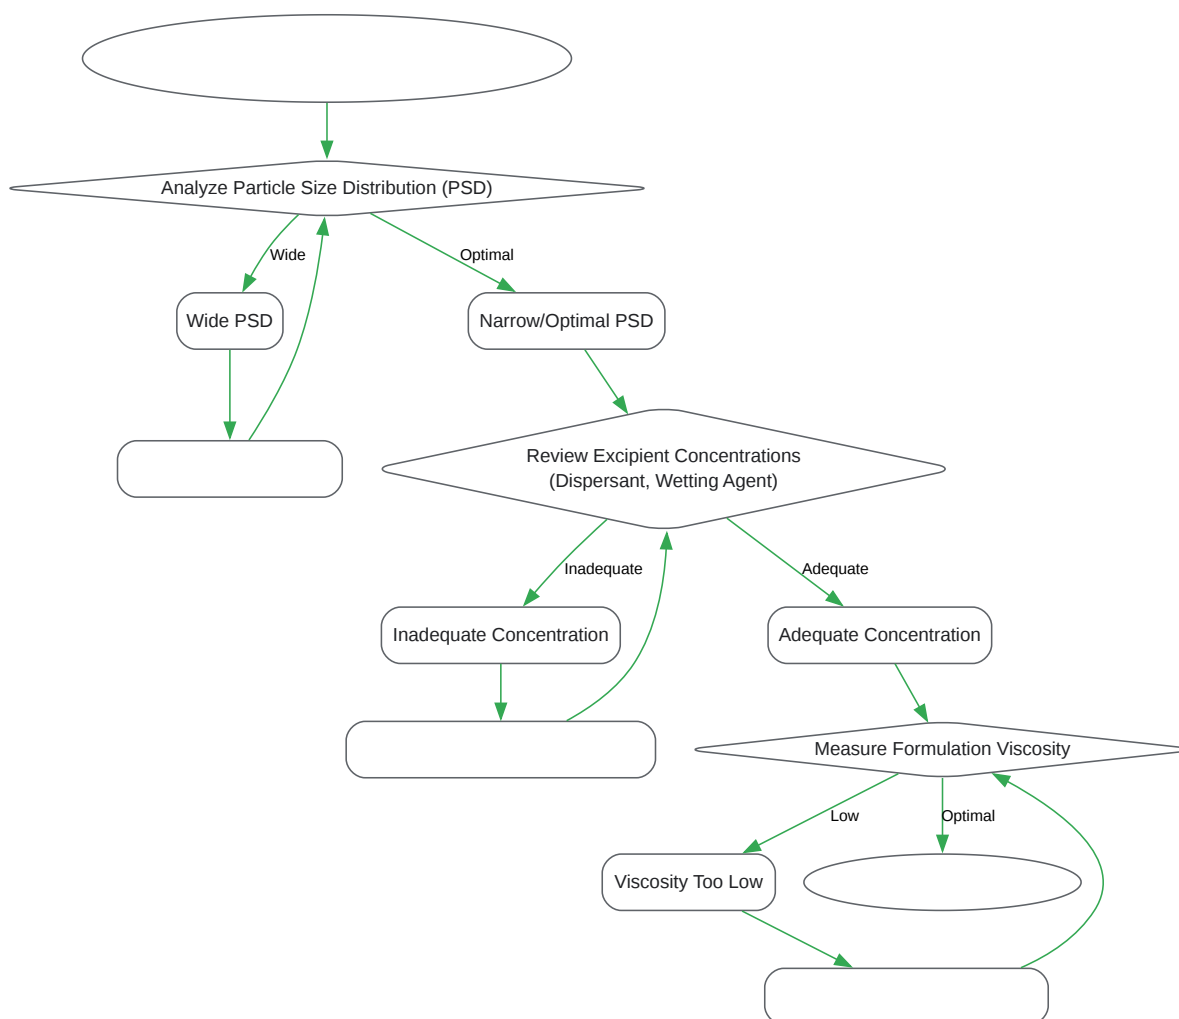 Analyze Particle Size Distribution (PSD)
Wide
Optimal
Wide PSD
Narrow/Optimal PSD
Review Excipient Concentrations
(Dispersant, Wetting Agent)
Inadequate
Adequate
Inadequate Concentration
Adequate Concentration
Measure Formulation Viscosity
Low
Optimal
Viscosity Too Low